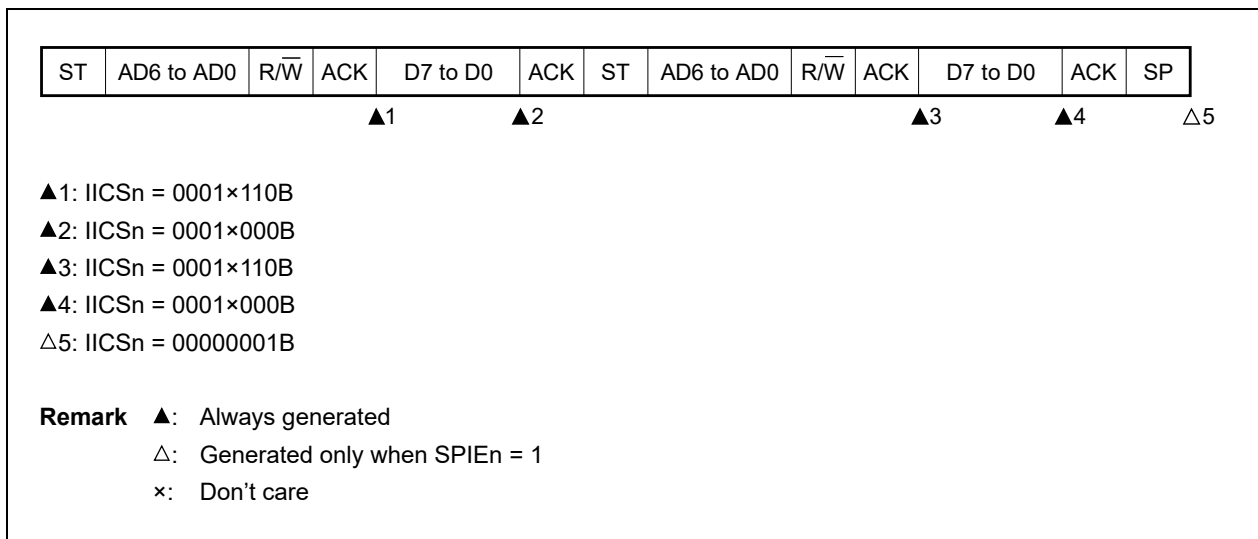 ST AD6 to AD0 R/W̅ ACK D7 to D0 ACK ST AD6 to AD0 R/W̅ ACK D7 to D0 ACK SP
▲1 ▲2 ▲3 ▲4 △5
▲1: IICSn = 0001×110B
▲2: IICSn = 0001×000B
▲3: IICSn = 0001×110B
▲4: IICSn = 0001×000B
△5: IICSn = 00000001B
Remark ▲: Always generated
△: Generated only when SPIEn = 1
×: Don't care